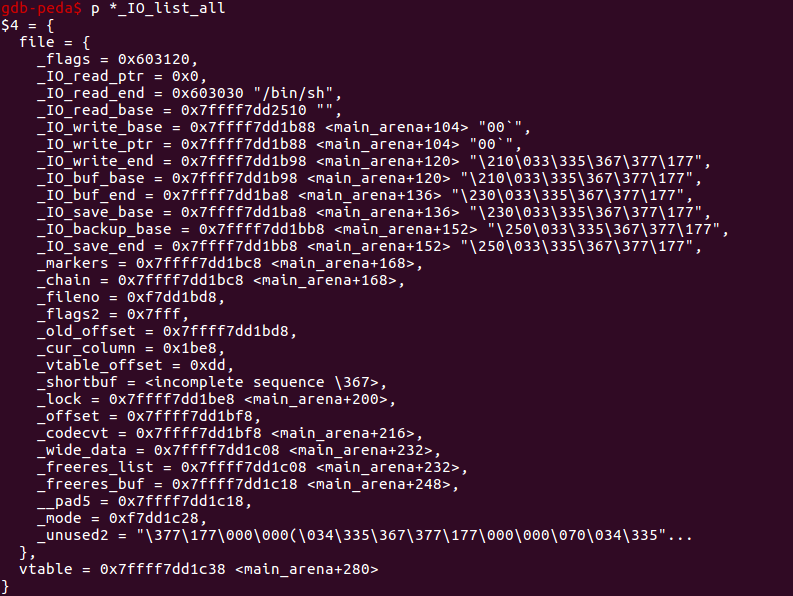 gdb-peda$ p *_IO_list_all
$4 = {
  file = {
    _flags = 0x603120,
    _IO_read_ptr = 0x0,
    _IO_read_end = 0x603030 "/bin/sh",
    _IO_read_base = 0x7ffff7dd2510 "",
    _IO_write_base = 0x7ffff7dd1b88 <main_arena+104> "00`",
    _IO_write_ptr = 0x7ffff7dd1b88 <main_arena+104> "00`",
    _IO_write_end = 0x7ffff7dd1b98 <main_arena+120> "\210\033\335\367\377\177",
    _IO_buf_base = 0x7ffff7dd1b98 <main_arena+120> "\210\033\335\367\377\177",
    _IO_buf_end = 0x7ffff7dd1ba8 <main_arena+136> "\230\033\335\367\377\177",
    _IO_save_base = 0x7ffff7dd1ba8 <main_arena+136> "\230\033\335\367\377\177",
    _IO_backup_base = 0x7ffff7dd1bb8 <main_arena+152> "\250\033\335\367\377\177",
    _IO_save_end = 0x7ffff7dd1bb8 <main_arena+152> "\250\033\335\367\377\177",
    _markers = 0x7ffff7dd1bc8 <main_arena+168>,
    _chain = 0x7ffff7dd1bc8 <main_arena+168>,
    _fileno = 0xf7dd1bd8,
    _flags2 = 0x7fff,
    _old_offset = 0x7ffff7dd1bd8,
    _cur_column = 0x1be8,
    _vtable_offset = 0xdd,
    _shortbuf = <incomplete sequence \367>,
    _lock = 0x7ffff7dd1be8 <main_arena+200>,
    _offset = 0x7ffff7dd1bf8,
    _codecvt = 0x7ffff7dd1bf8 <main_arena+216>,
    _wide_data = 0x7ffff7dd1c08 <main_arena+232>,
    _freeres_list = 0x7ffff7dd1c08 <main_arena+232>,
    _freeres_buf = 0x7ffff7dd1c18 <main_arena+248>,
    __pad5 = 0x7ffff7dd1c18,
    _mode = 0xf7dd1c28,
    _unused2 = "\377\177\000\000(\034\335\367\377\177\000\000\070\034\335"...
  },
  vtable = 0x7ffff7dd1c38 <main_arena+280>
}